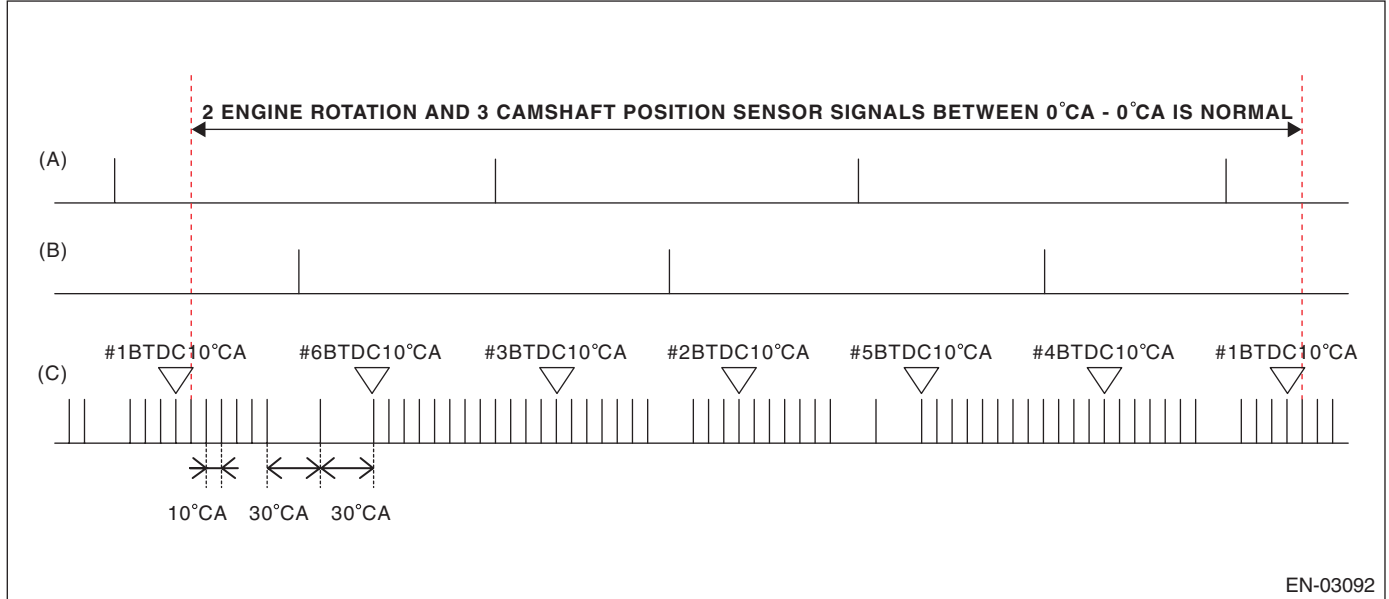 2 ENGINE ROTATION AND 3 CAMSHAFT POSITION SENSOR SIGNALS BETWEEN 0°CA - 0°CA IS NORMAL
(A)
(B)
#1BTDC10°CA #6BTDC10°CA #3BTDC10°CA #2BTDC10°CA #5BTDC10°CA #4BTDC10°CA #1BTDC10°CA
(C)
10°CA 30°CA 30°CA
EN-03092